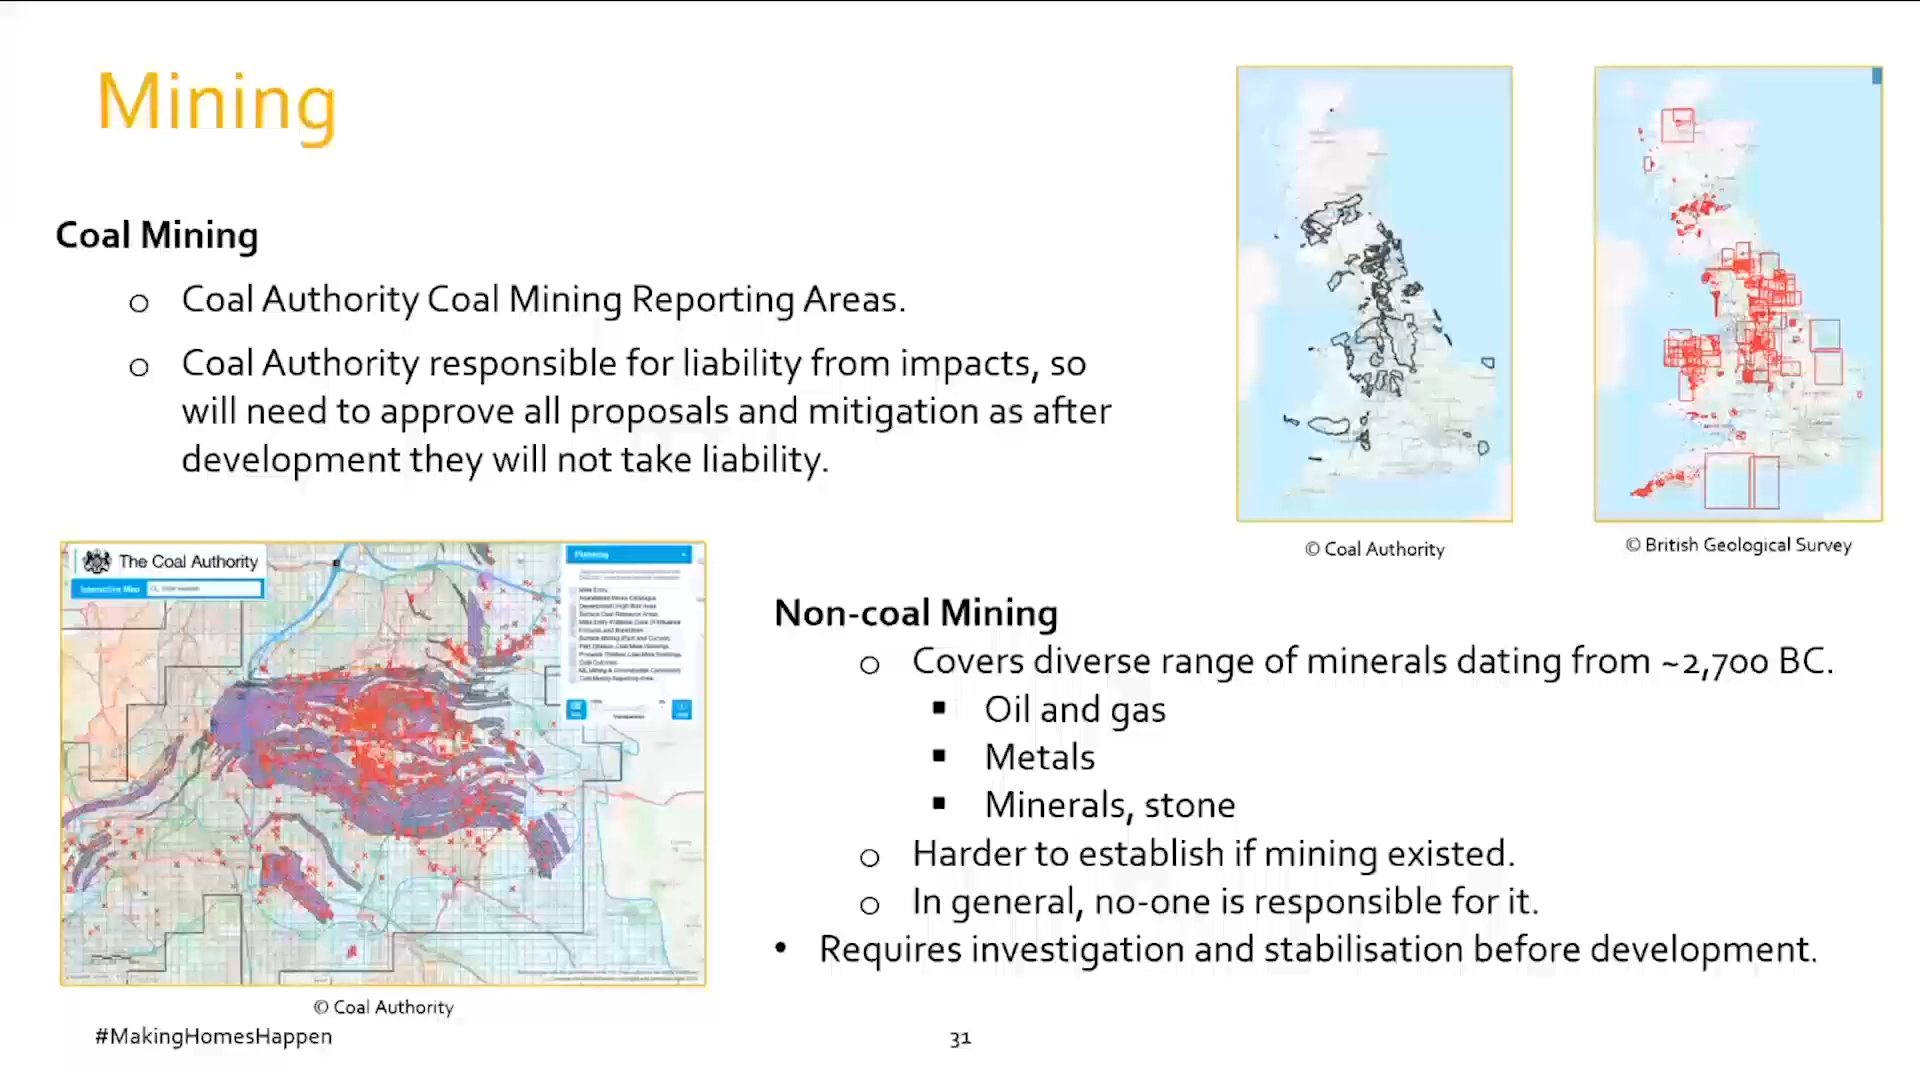 Mining
Coal Mining
o Coal Authority Coal Mining Reporting Areas.
o Coal Authority responsible for liability from impacts, so
will need to approve all proposals and mitigation as after
development they will not take liability.
© Coal Authority
© British Geological Survey
The Coal Authority
Interactive Map
Planning
Transparency
© Coal Authority
Non-coal Mining
o Covers diverse range of minerals dating from ~2,700 BC.
▪ Oil and gas
▪ Metals
▪ Minerals, stone
o Harder to establish if mining existed.
o In general, no-one is responsible for it.
• Requires investigation and stabilisation before development.
#MakingHomesHappen
31